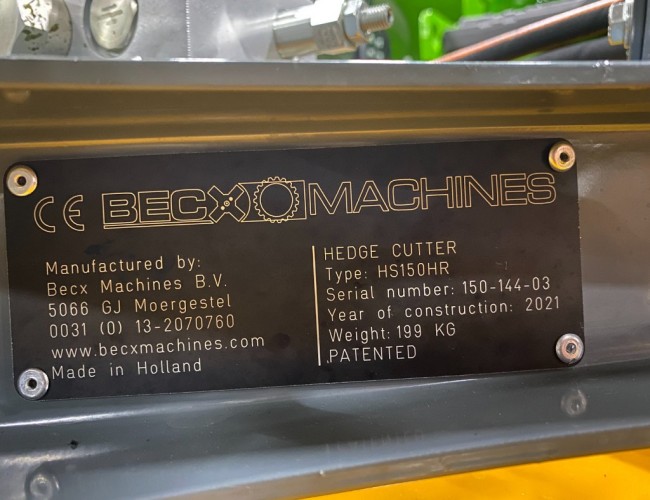 CE BECX MACHINES
Manufactured by:
Becx Machines B.V.
5066 GJ Moergestel
0031 (0) 13-2070760
www.becxmachines.com
Made in Holland
HEDGE CUTTER
Type: HS150HR
Serial number: 150-144-03
Year of construction: 2021
Weight: 199 KG
PATENTED